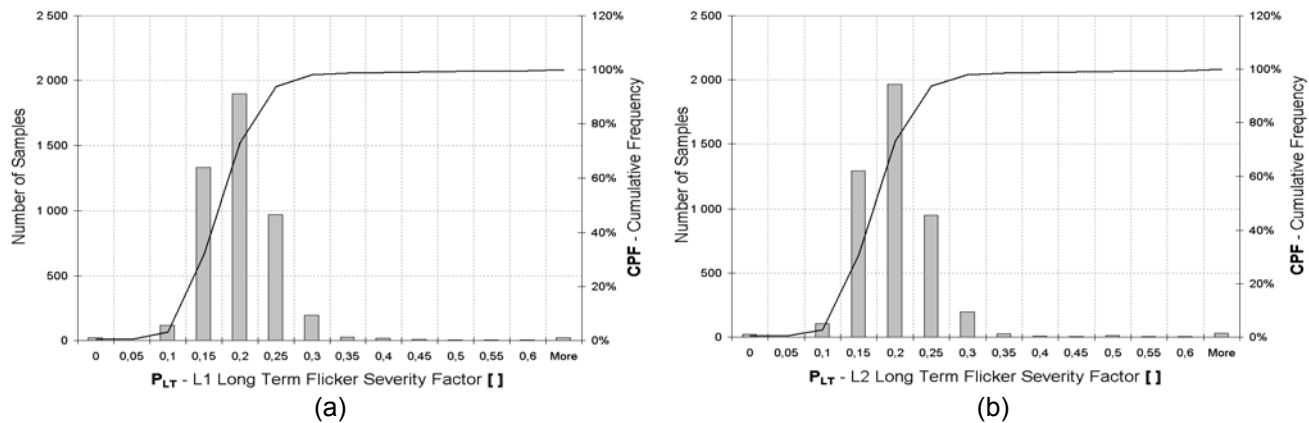 2 500
2 000
1 500
1 000
500
0
Number of Samples
120%
100%
80%
60%
40%
20%
0%
CPF - Cumulative Frequency
0 0,05 0,1 0,15 0,2 0,25 0,3 0,35 0,4 0,45 0,5 0,55 0,6 More
PLT - L1 Long Term Flicker Severity Factor [ ]
(a)
2 500
2 000
1 500
1 000
500
0
Number of Samples
120%
100%
80%
60%
40%
20%
0%
CPF - Cumulative Frequency
0 0,05 0,1 0,15 0,2 0,25 0,3 0,35 0,4 0,45 0,5 0,55 0,6 More
PLT - L2 Long Term Flicker Severity Factor [ ]
(b)